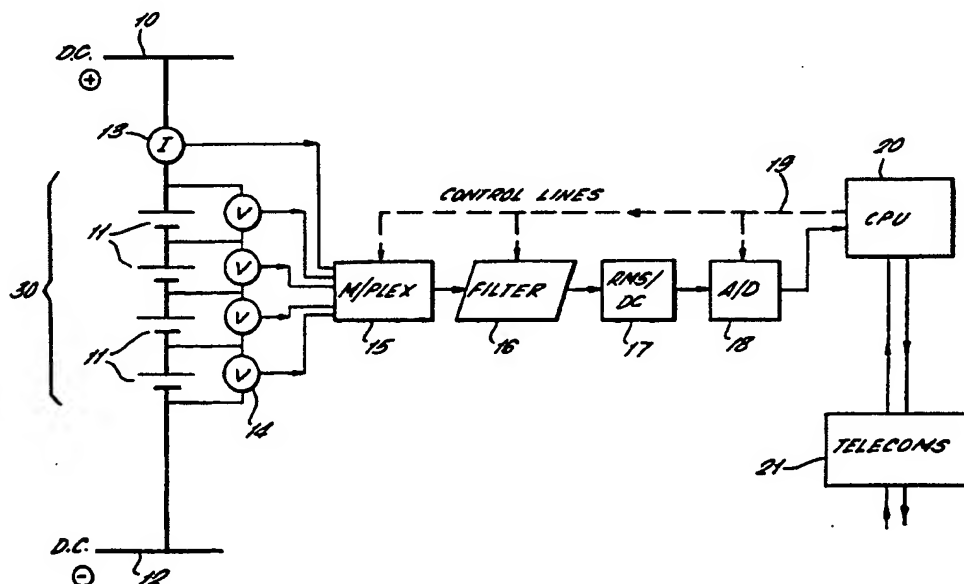 D.C.
10
⊕
13
I
20
19
CONTROL LINES
CPU
11
V
30
V
M/PLEX
FILTER
RMS/
DC
A/D
V
15
16
17
18
11
V
14
21
TELECOMS
D.C.
12
⊖